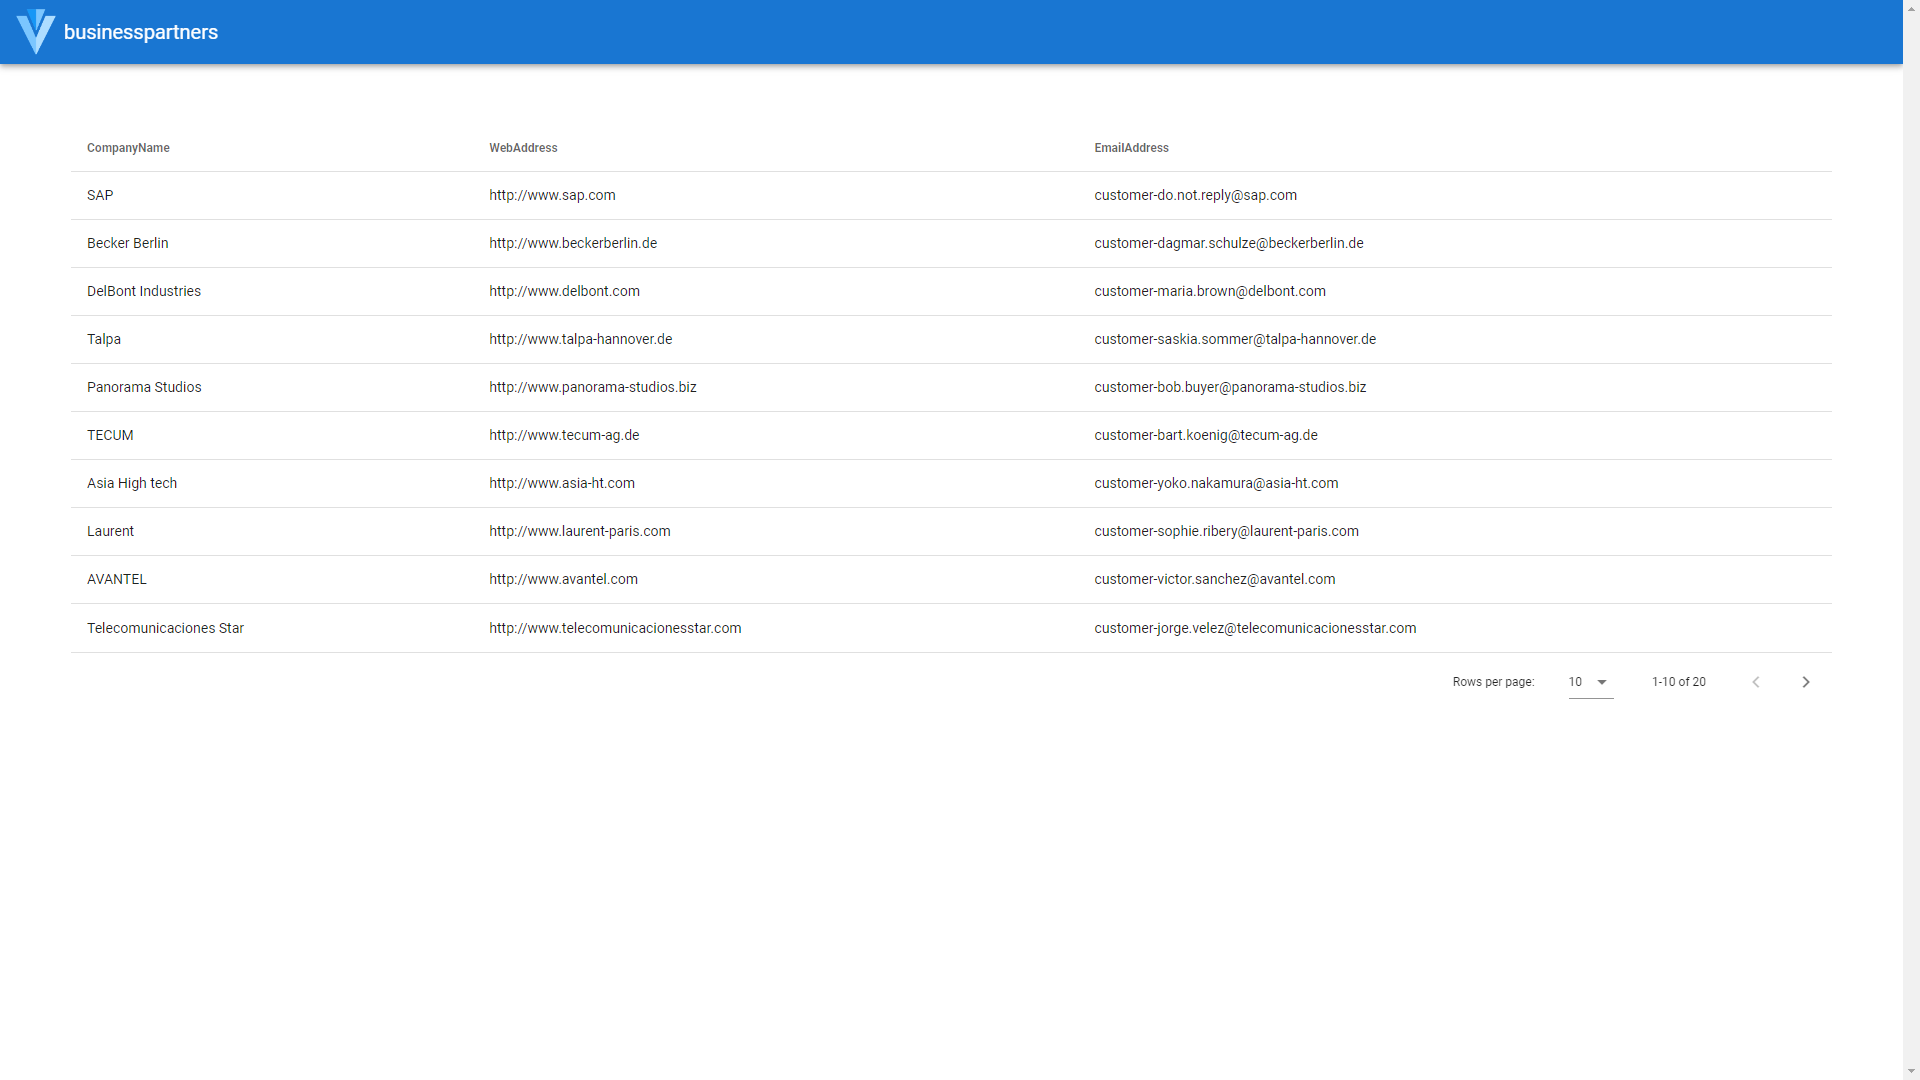 businesspartners
CompanyName WebAddress EmailAddress
SAP http://www.sap.com customer-do.not.reply@sap.com
Becker Berlin http://www.beckerberlin.de customer-dagmar.schulze@beckerberlin.de
DelBont Industries http://www.delbont.com customer-maria.brown@delbont.com
Talpa http://www.talpa-hannover.de customer-saskia.sommer@talpa-hannover.de
Panorama Studios http://www.panorama-studios.biz customer-bob.buyer@panorama-studios.biz
TECUM http://www.tecum-ag.de customer-bart.koenig@tecum-ag.de
Asia High tech http://www.asia-ht.com customer-yoko.nakamura@asia-ht.com
Laurent http://www.laurent-paris.com customer-sophie.ribery@laurent-paris.com
AVANTEL http://www.avantel.com customer-victor.sanchez@avantel.com
Telecomunicaciones Star http://www.telecomunicacionesstar.com customer-jorge.velez@telecomunicacionesstar.com
Rows per page: 10 1-10 of 20